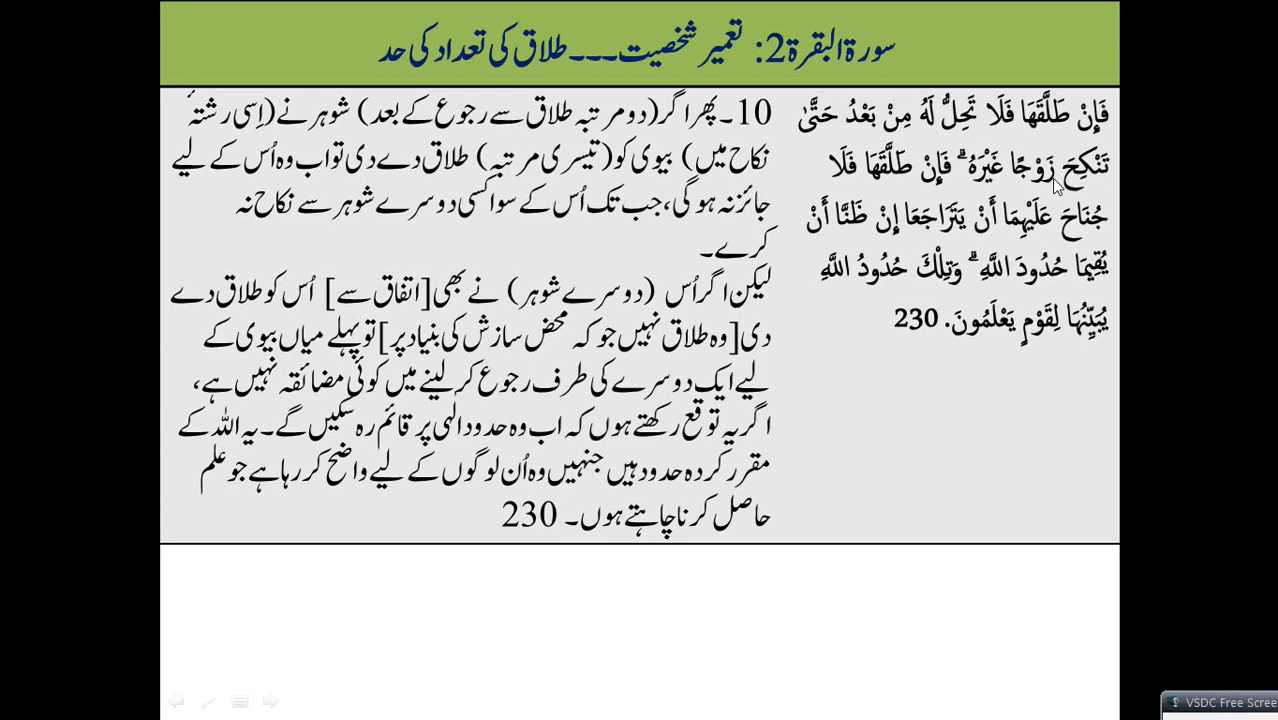 سورۃ البقرۃ 2: تعمیر شخصیت۔۔۔ طلاق کی تعداد کی حد
فَإِنْ طَلَّقَهَا فَلَا تَحِلُّ لَهُ مِنْ بَعْدُ حَتَّىٰ
تَنْكِحَ زَوْجًا غَيْرَهُ ۗ فَإِنْ طَلَّقَهَا فَلَا
جُنَاحَ عَلَيْهِمَا أَنْ يَتَرَاجَعَا إِنْ ظَنَّا أَنْ
يُقِيمَا حُدُودَ اللَّهِ ۗ وَتِلْكَ حُدُودُ اللَّهِ
يُبَيِّنُهَا لِقَوْمٍ يَعْلَمُونَ. 230
10۔ پھر اگر (دو مرتبہ طلاق سے رجوع کے بعد) شوہر نے (اِسی رشتۂ
نکاح میں) بیوی کو (تیسری مرتبہ) طلاق دے دی تو اب وہ اُس کے لیے
جائز نہ ہو گی، جب تک اُس کے سوا کسی دوسرے شوہر سے نکاح نہ
کرے۔
لیکن اگر اُس (دوسرے شوہر) نے بھی [اتفاق سے] اُس کو طلاق دے
دی [وہ طلاق نہیں جو کہ محض سازش کی بنیاد پر] تو پہلے میاں بیوی کے
لیے ایک دوسرے کی طرف رجوع کر لینے میں کوئی مضائقہ نہیں ہے،
اگر یہ توقع رکھتے ہوں کہ اب وہ حدود الٰہی پر قائم رہ سکیں گے۔ یہ اللہ کے
مقرر کردہ حدود ہیں جنہیں وہ اُن لوگوں کے لیے واضح کر رہا ہے جو علم
حاصل کرنا چاہتے ہوں۔ 230
VSDC Free Scree